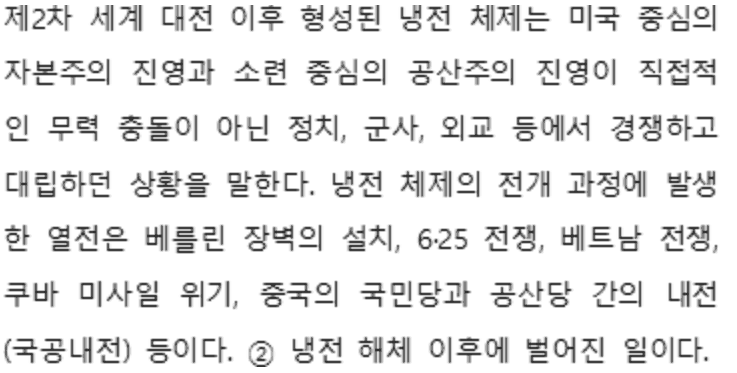 제2차 세계 대전 이후 형성된 냉전 체제는 미국 중심의
자본주의 진영과 소련 중심의 공산주의 진영이 직접적
인 무력 충돌이 아닌 정치, 군사, 외교 등에서 경쟁하고
대립하던 상황을 말한다. 냉전 체제의 전개 과정에 발생
한 열전은 베를린 장벽의 설치, 6·25 전쟁, 베트남 전쟁,
쿠바 미사일 위기, 중국의 국민당과 공산당 간의 내전
(국공내전) 등이다. ② 냉전 해체 이후에 벌어진 일이다.